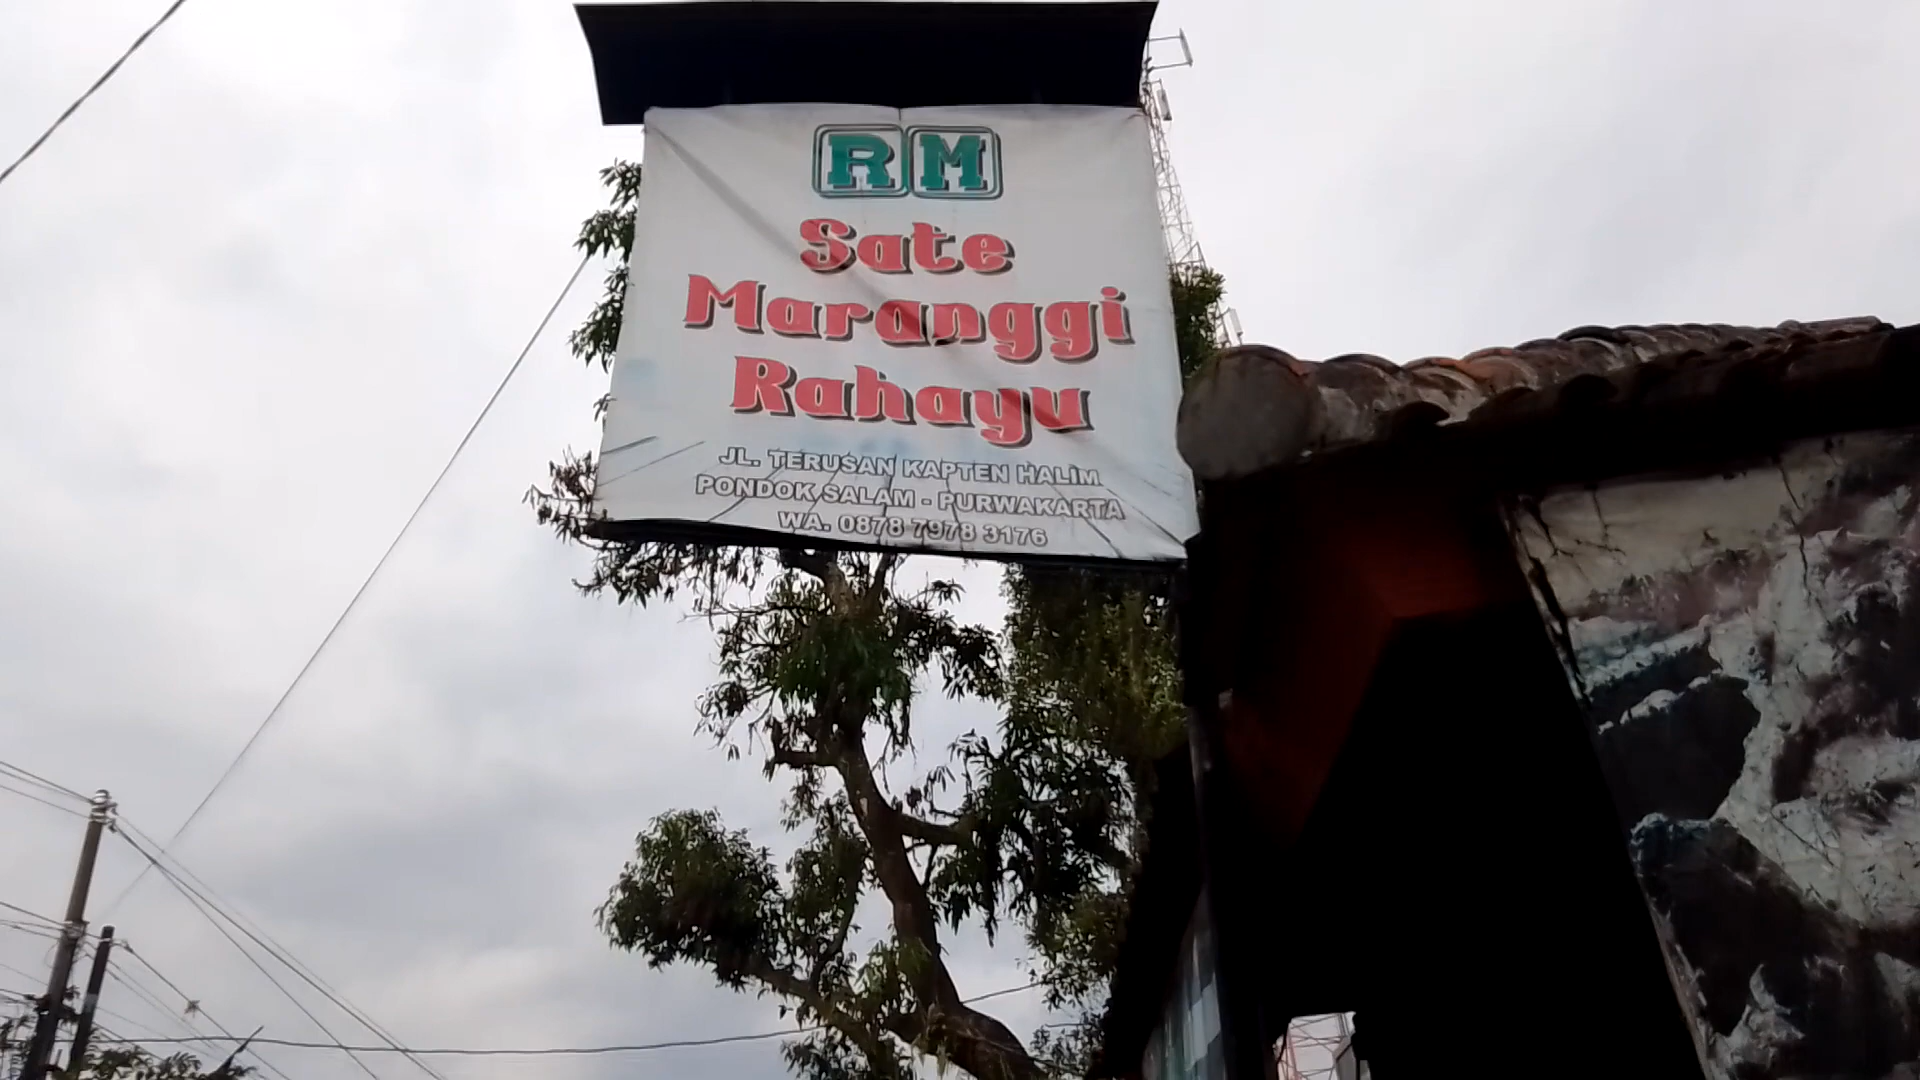 RM
Sate
Maranggi
Rahayu
JL. TERUSAN KAPTEN HALIM
PONDOK SALAM - PURWAKARTA
WA. 0878 7978 3176